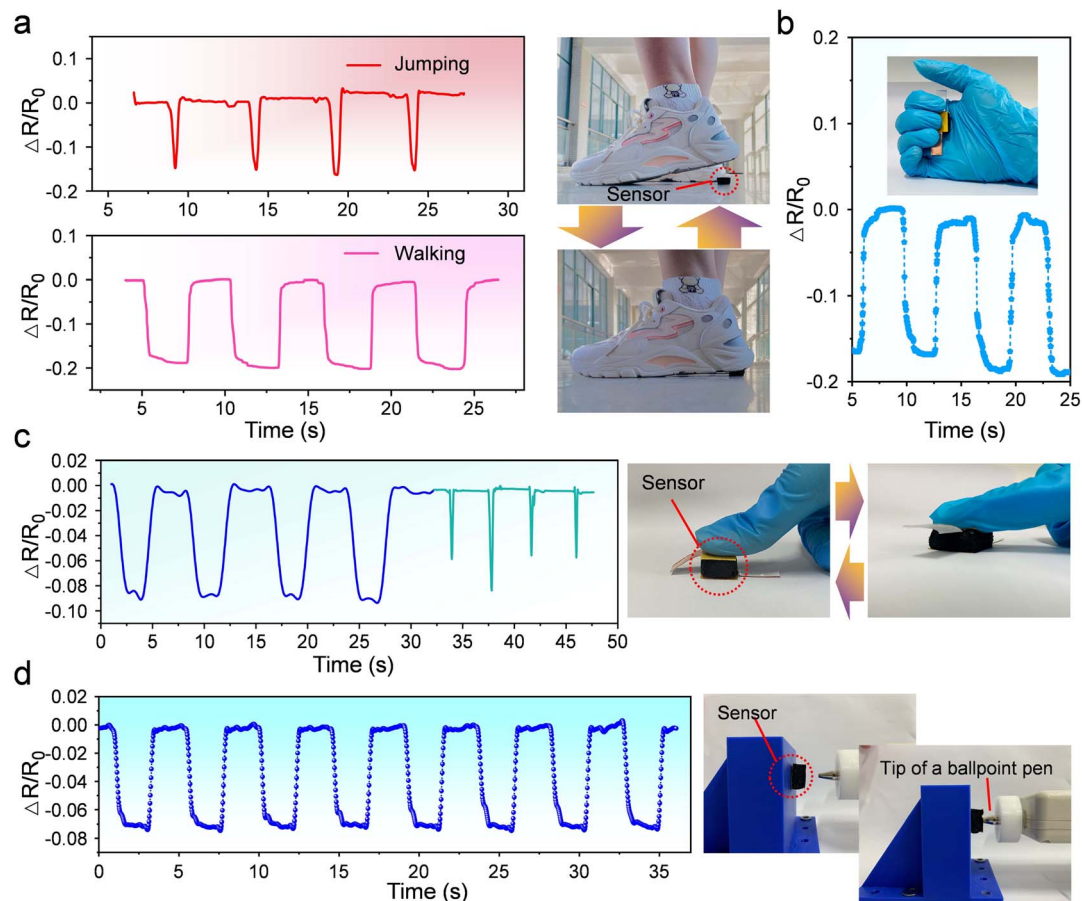 a
0.1
0.0
-0.1
-0.2
ΔR/R0
Jumping
5 10 15 20 25 30
0.1
0.0
-0.1
-0.2
ΔR/R0
Walking
5 10 15 20 25
Time (s)
Sensor
b
0.2
0.1
0.0
-0.1
-0.2
ΔR/R0
5 10 15 20 25
Time (s)
c
0.02
0.00
-0.02
-0.04
-0.06
-0.08
-0.10
ΔR/R0
0 5 10 15 20 25 30 35 40 45 50
Time (s)
Sensor
d
0.02
0.00
-0.02
-0.04
-0.06
-0.08
ΔR/R0
0 5 10 15 20 25 30 35
Time (s)
Sensor
Tip of a ballpoint pen